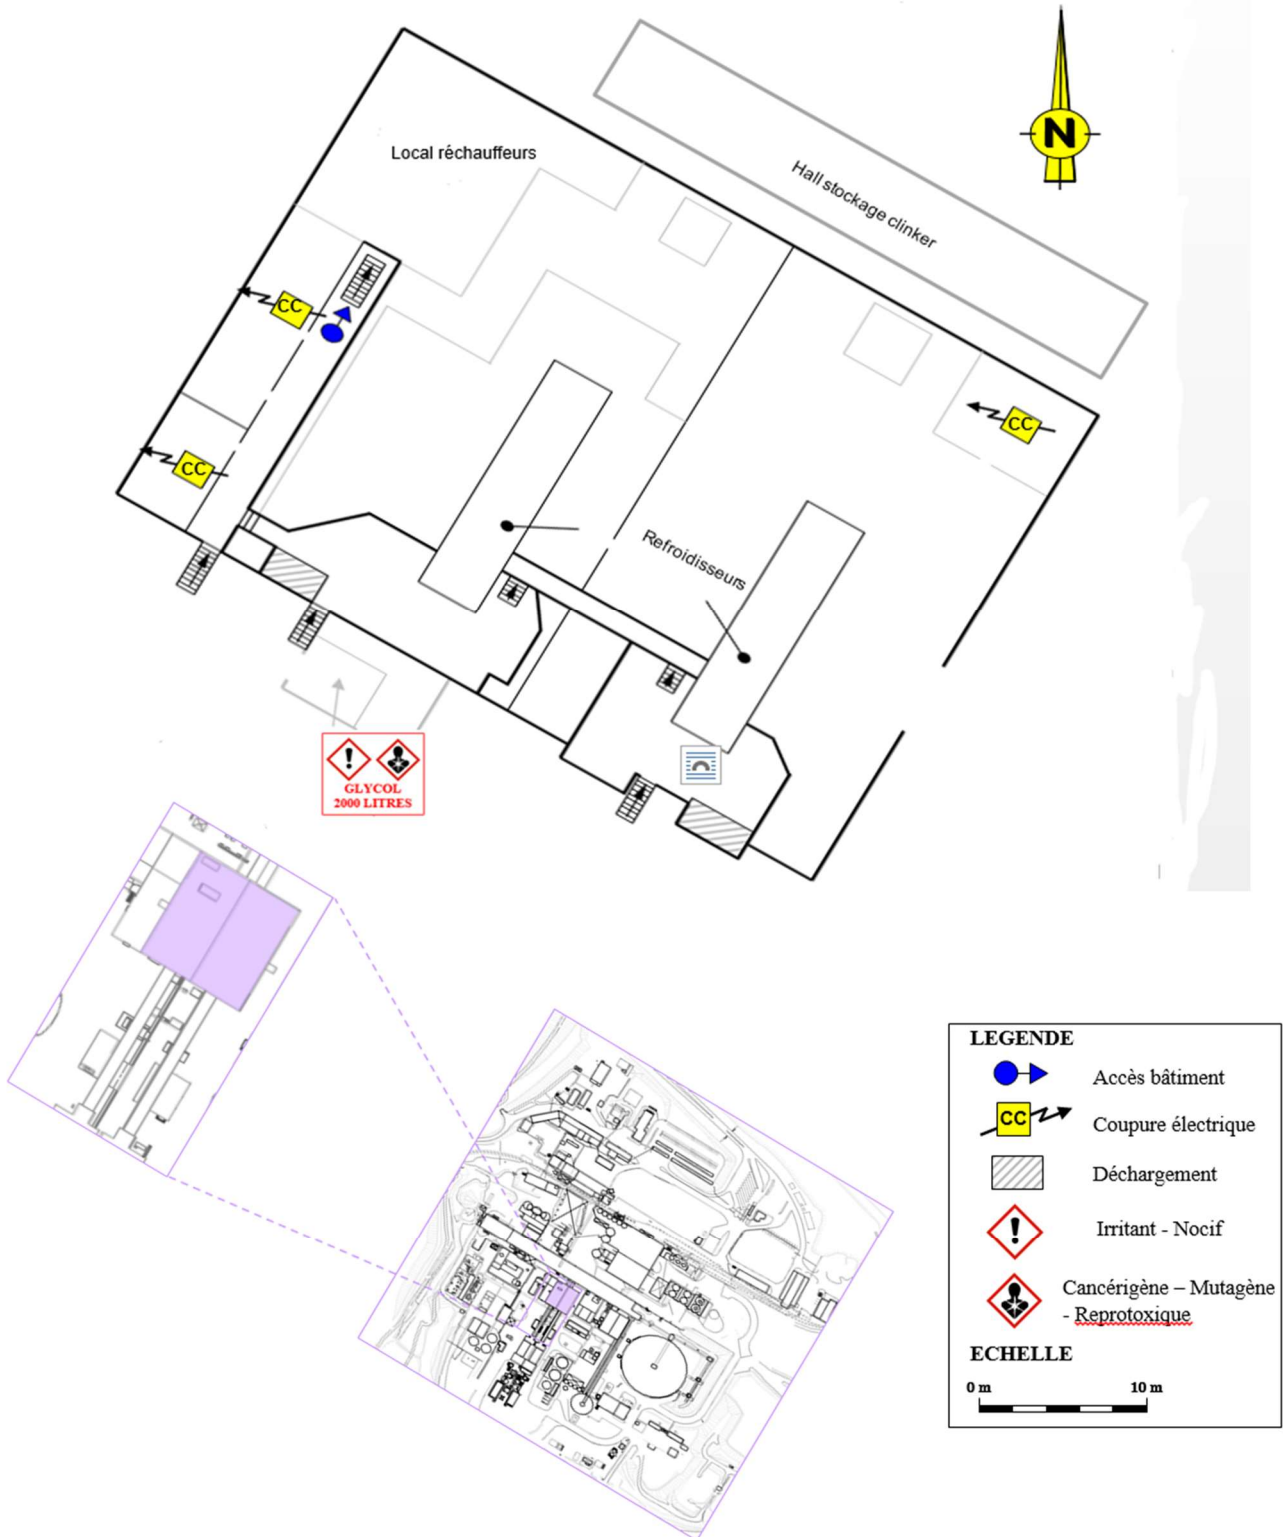 N
Local réchauffeurs
Hall stockage clinker
CC
CC
CC
Refroidisseurs
GLYCOL
2000 LITRES
LEGENDE
Accès bâtiment
CC
Coupure électrique
Déchargement
Irritant - Nocif
Cancérigène – Mutagène
- Reprotoxique
ECHELLE
0 m 10 m